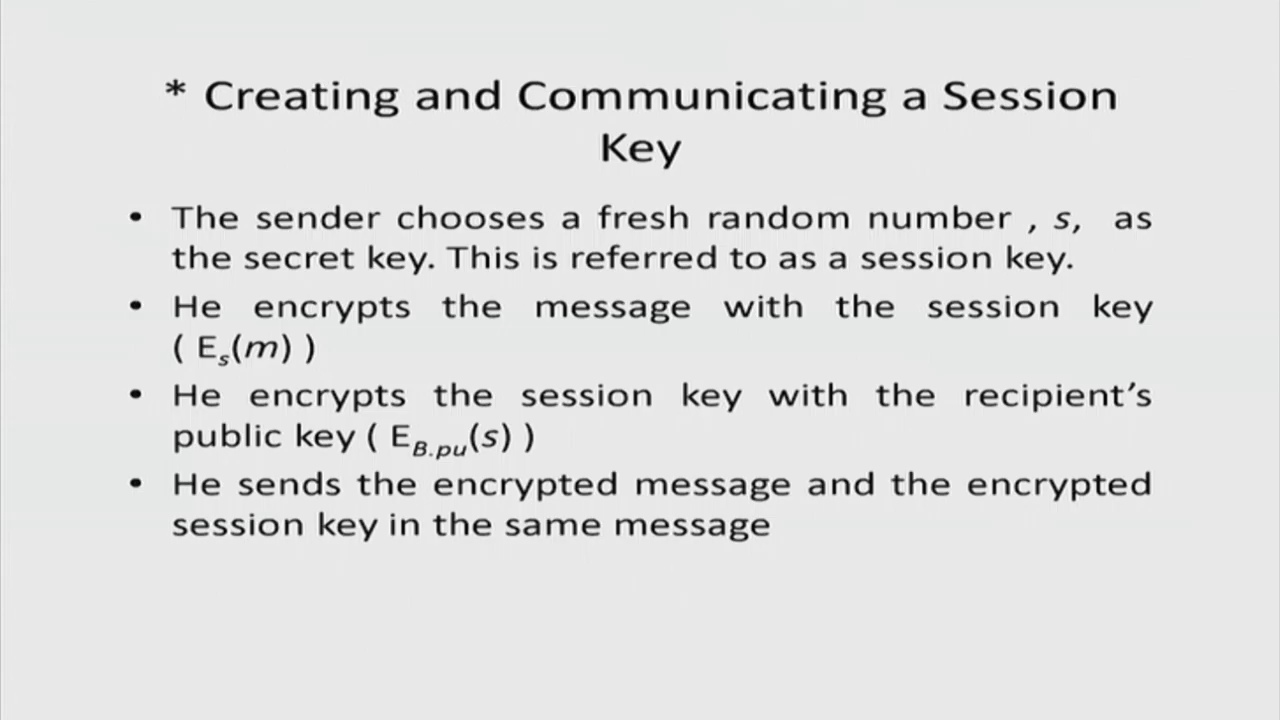 * Creating and Communicating a Session
Key
• The sender chooses a fresh random number , s, as
the secret key. This is referred to as a session key.
• He encrypts the message with the session key
( Es(m) )
• He encrypts the session key with the recipient’s
public key ( EB.pu(s) )
• He sends the encrypted message and the encrypted
session key in the same message